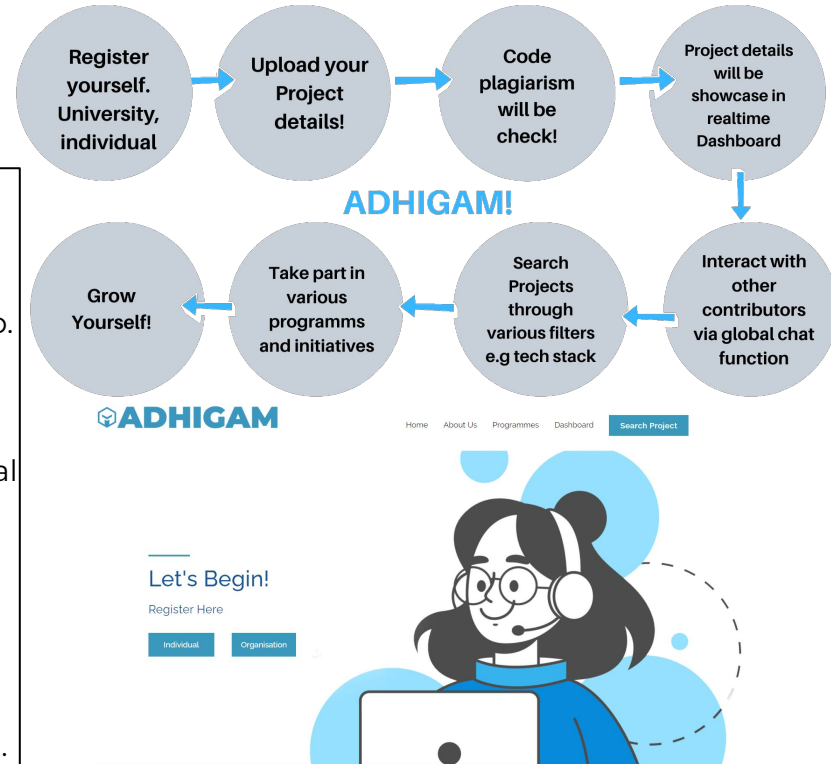 Register
yourself.
University,
individual
Upload your
Project
details!
Code
plagiarism
will be
check!
Project details
will be
showcase in
realtime
Dashboard
ADHIGAM!
Grow
Yourself!
Take part in
various
programms
and initiatives
Search
Projects
through
various filters
e.g tech stack
Interact with
other
contributors
via global chat
function
ADHIGAM
Home About Us Programmes Dashboard Search Project
Let's Begin!
Register Here
Individual Organisation